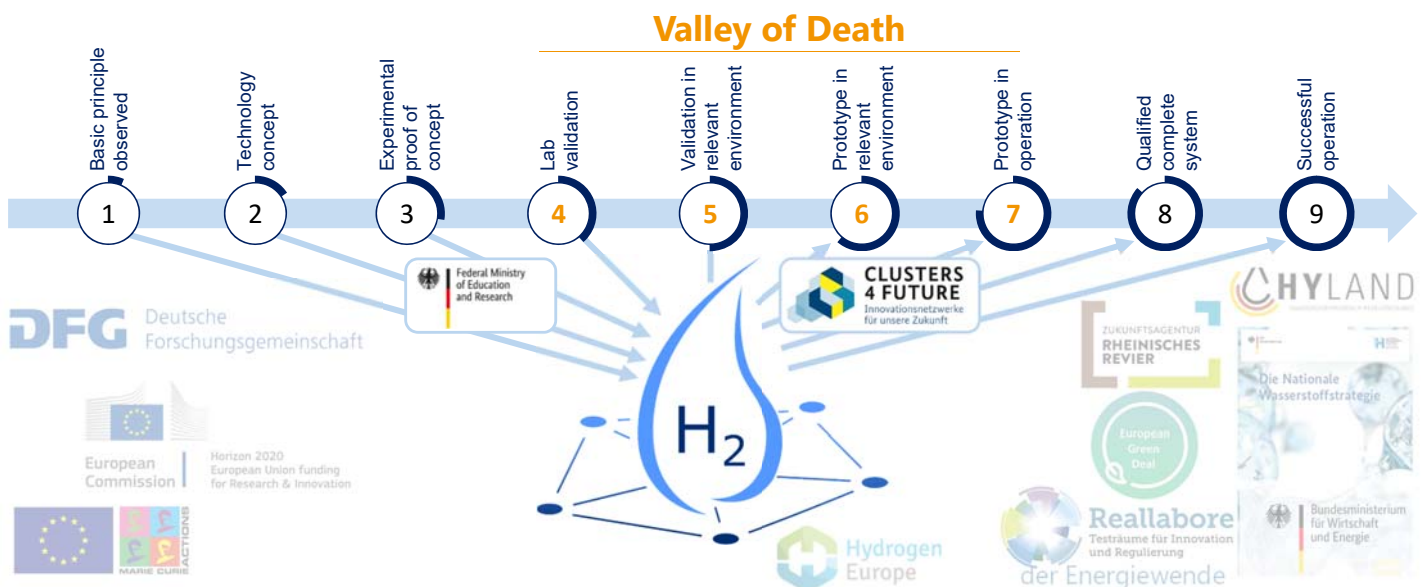 Valley of Death
Basic principle
observed
Technology
concept
Experimental
proof of
concept
Lab
validation
Validation in
relevant
environment
Prototype in
relevant
environment
Prototype in
operation
Qualified
complete
system
Successful
operation
1
2
3
4
5
6
7
8
9
Federal Ministry
of Education
and Research
CLUSTERS
4 FUTURE
Innovationsnetzwerke
für unsere Zukunft
HYLAND
DFG
Deutsche
Forschungsgemeinschaft
ZUKUNFTSAGENTUR
RHEINISCHES
REVIER
Die Nationale
Wasserstoffstrategie
H₂
European
Green
Deal
European
Commission
Horizon 2020
European Union funding
for Research & Innovation
MARIE CURIE
ACTIONS
Hydrogen
Europe
Reallabore
Testräume für Innovation
und Regulierung
der Energiewende
Bundesministerium
für Wirtschaft
und Energie